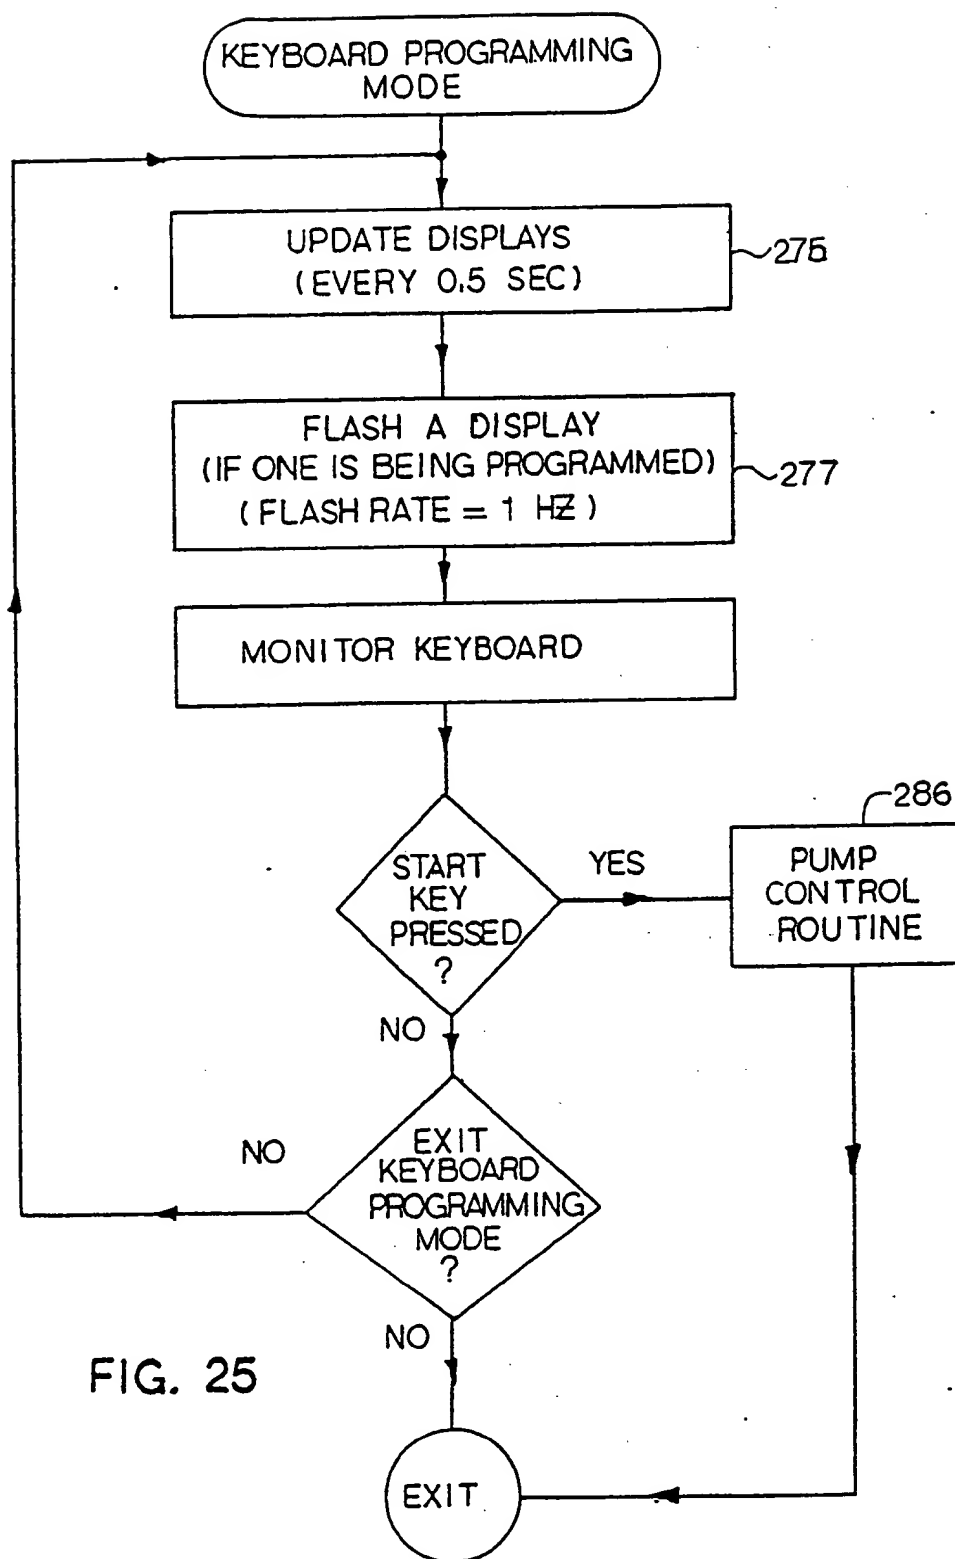 KEYBOARD PROGRAMMING
MODE
UPDATE DISPLAYS
(EVERY 0.5 SEC)
275
FLASH A DISPLAY
(IF ONE IS BEING PROGRAMMED)
(FLASH RATE = 1 HZ)
277
MONITOR KEYBOARD
START
KEY
PRESSED
?
YES
286
PUMP
CONTROL
ROUTINE
NO
EXIT
KEYBOARD
PROGRAMMING
MODE
?
NO
NO
FIG. 25
EXIT